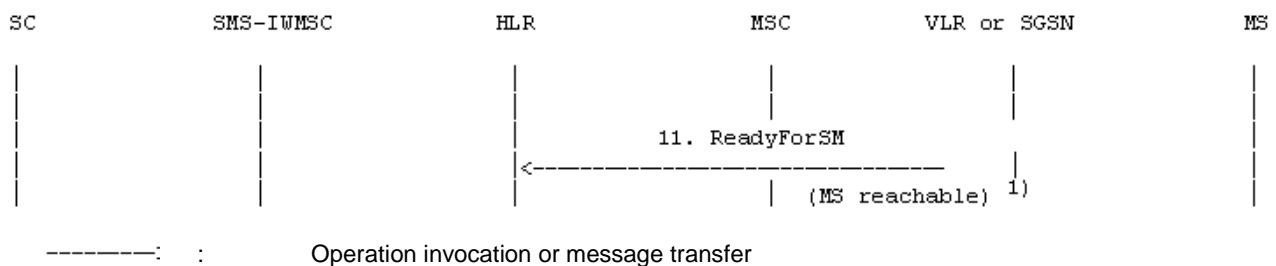 SC SMS-IWMSC HLR MSC VLR or SGSN MS
11. ReadyForSM
(MS reachable) 1)
: Operation invocation or message transfer